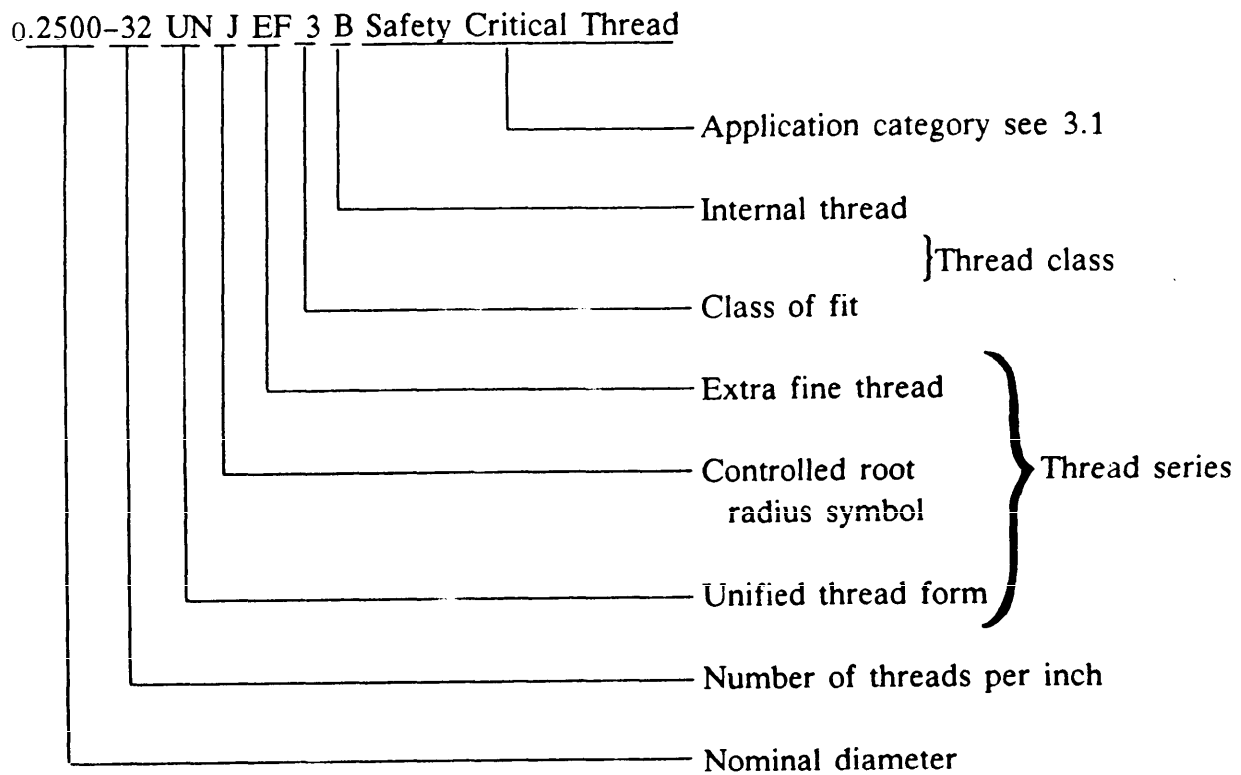 0.2500-32 UN J EF 3 B Safety Critical Thread
Application category see 3.1
Internal thread
}Thread class
Class of fit
Extra fine thread
Controlled root
radius symbol
Thread series
Unified thread form
Number of threads per inch
Nominal diameter